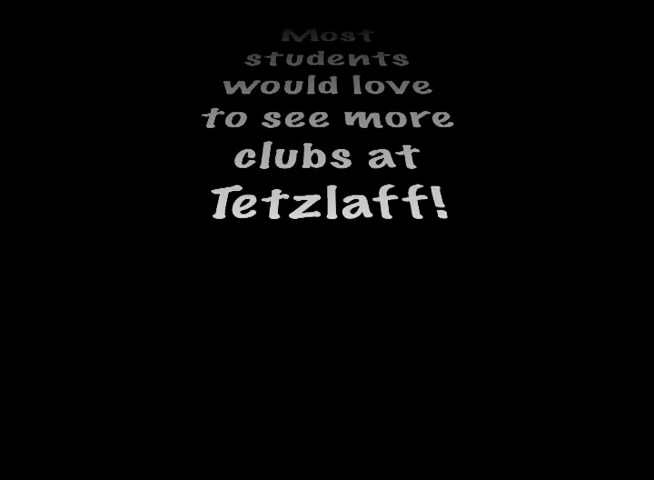 Most
students
would love
to see more
clubs at
Tetzlaff!